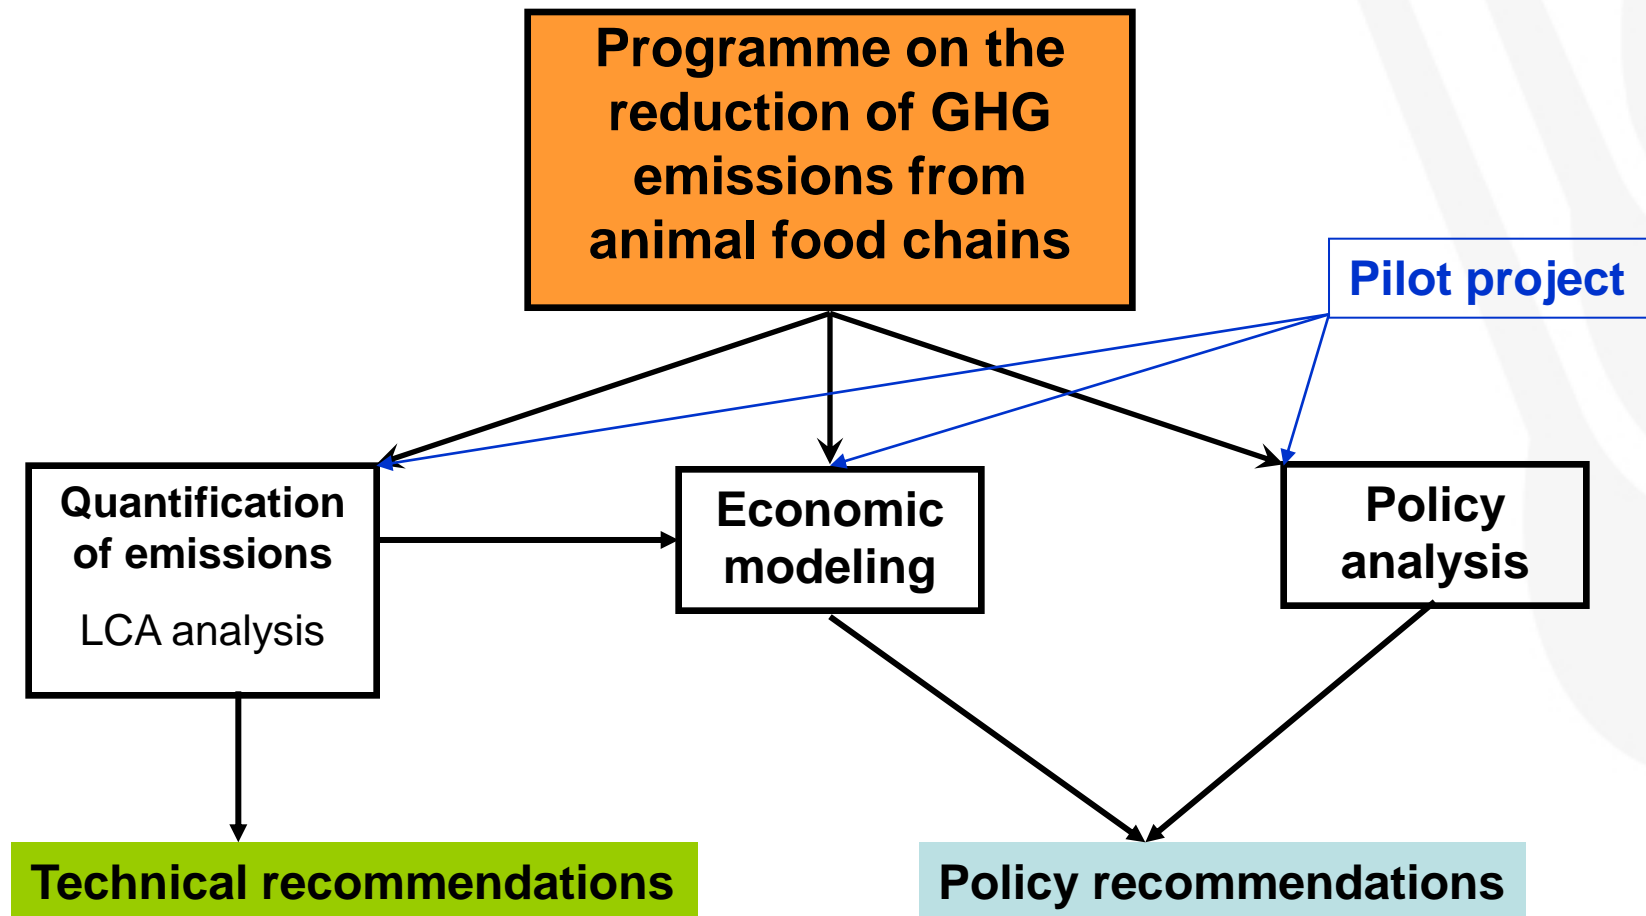 Programme on the
reduction of GHG
emissions from
animal food chains
Pilot project
Quantification
of emissions
LCA analysis
Economic
modeling
Policy
analysis
Technical recommendations
Policy recommendations